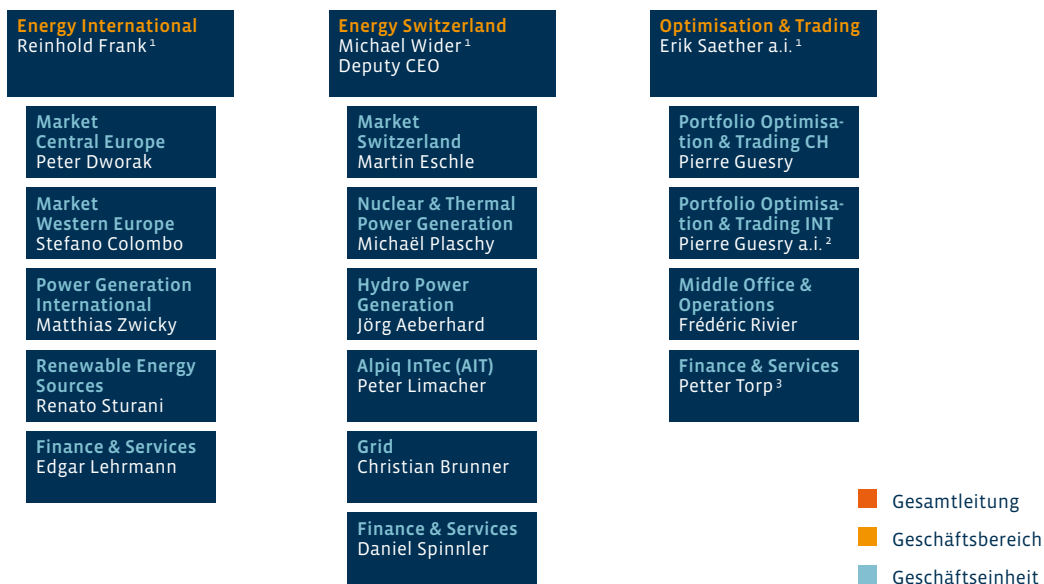 Energy International
Reinhold Frank ¹
Market
Central Europe
Peter Dworak
Market
Western Europe
Stefano Colombo
Power Generation
International
Matthias Zwicky
Renewable Energy
Sources
Renato Sturani
Finance & Services
Edgar Lehrmann
Energy Switzerland
Michael Wider ¹
Deputy CEO
Market
Switzerland
Martin Eschle
Nuclear & Thermal
Power Generation
Michaël Plaschy
Hydro Power
Generation
Jörg Aeberhard
Alpiq InTec (AIT)
Peter Limacher
Grid
Christian Brunner
Finance & Services
Daniel Spinnler
Optimisation & Trading
Erik Saether a.i. ¹
Portfolio Optimisa-
tion & Trading CH
Pierre Guesry
Portfolio Optimisa-
tion & Trading INT
Pierre Guesry a.i. ²
Middle Office &
Operations
Frédéric Rivier
Finance & Services
Petter Torp ³
Gesamtleitung
Geschäftsbereich
Geschäftseinheit